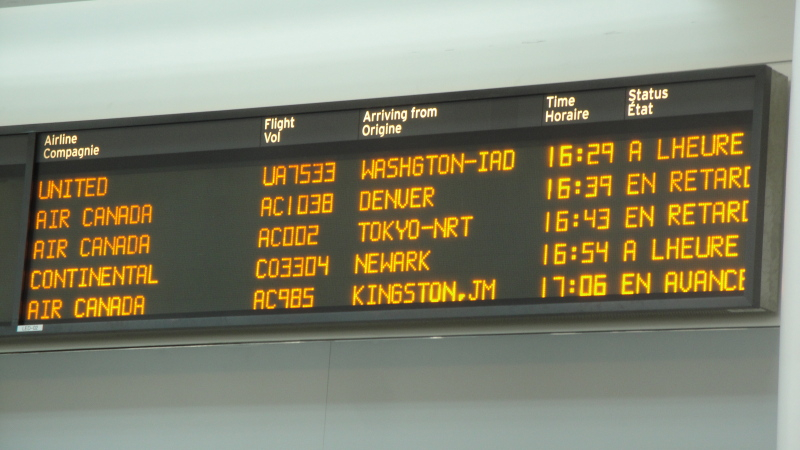 Airline Flight Arriving from Time Status
Compagnie Vol Origine Horaire État
UNITED UA7533 WASHGTON-IAD 16:29 A LHEURE
AIR CANADA AC1038 DENVER 16:39 EN RETARD
AIR CANADA AC002 TOKYO-NRT 16:43 EN RETARD
CONTINENTAL CO3304 NEWARK 16:54 A LHEURE
AIR CANADA AC985 KINGSTON,JM 17:06 EN AVANCE